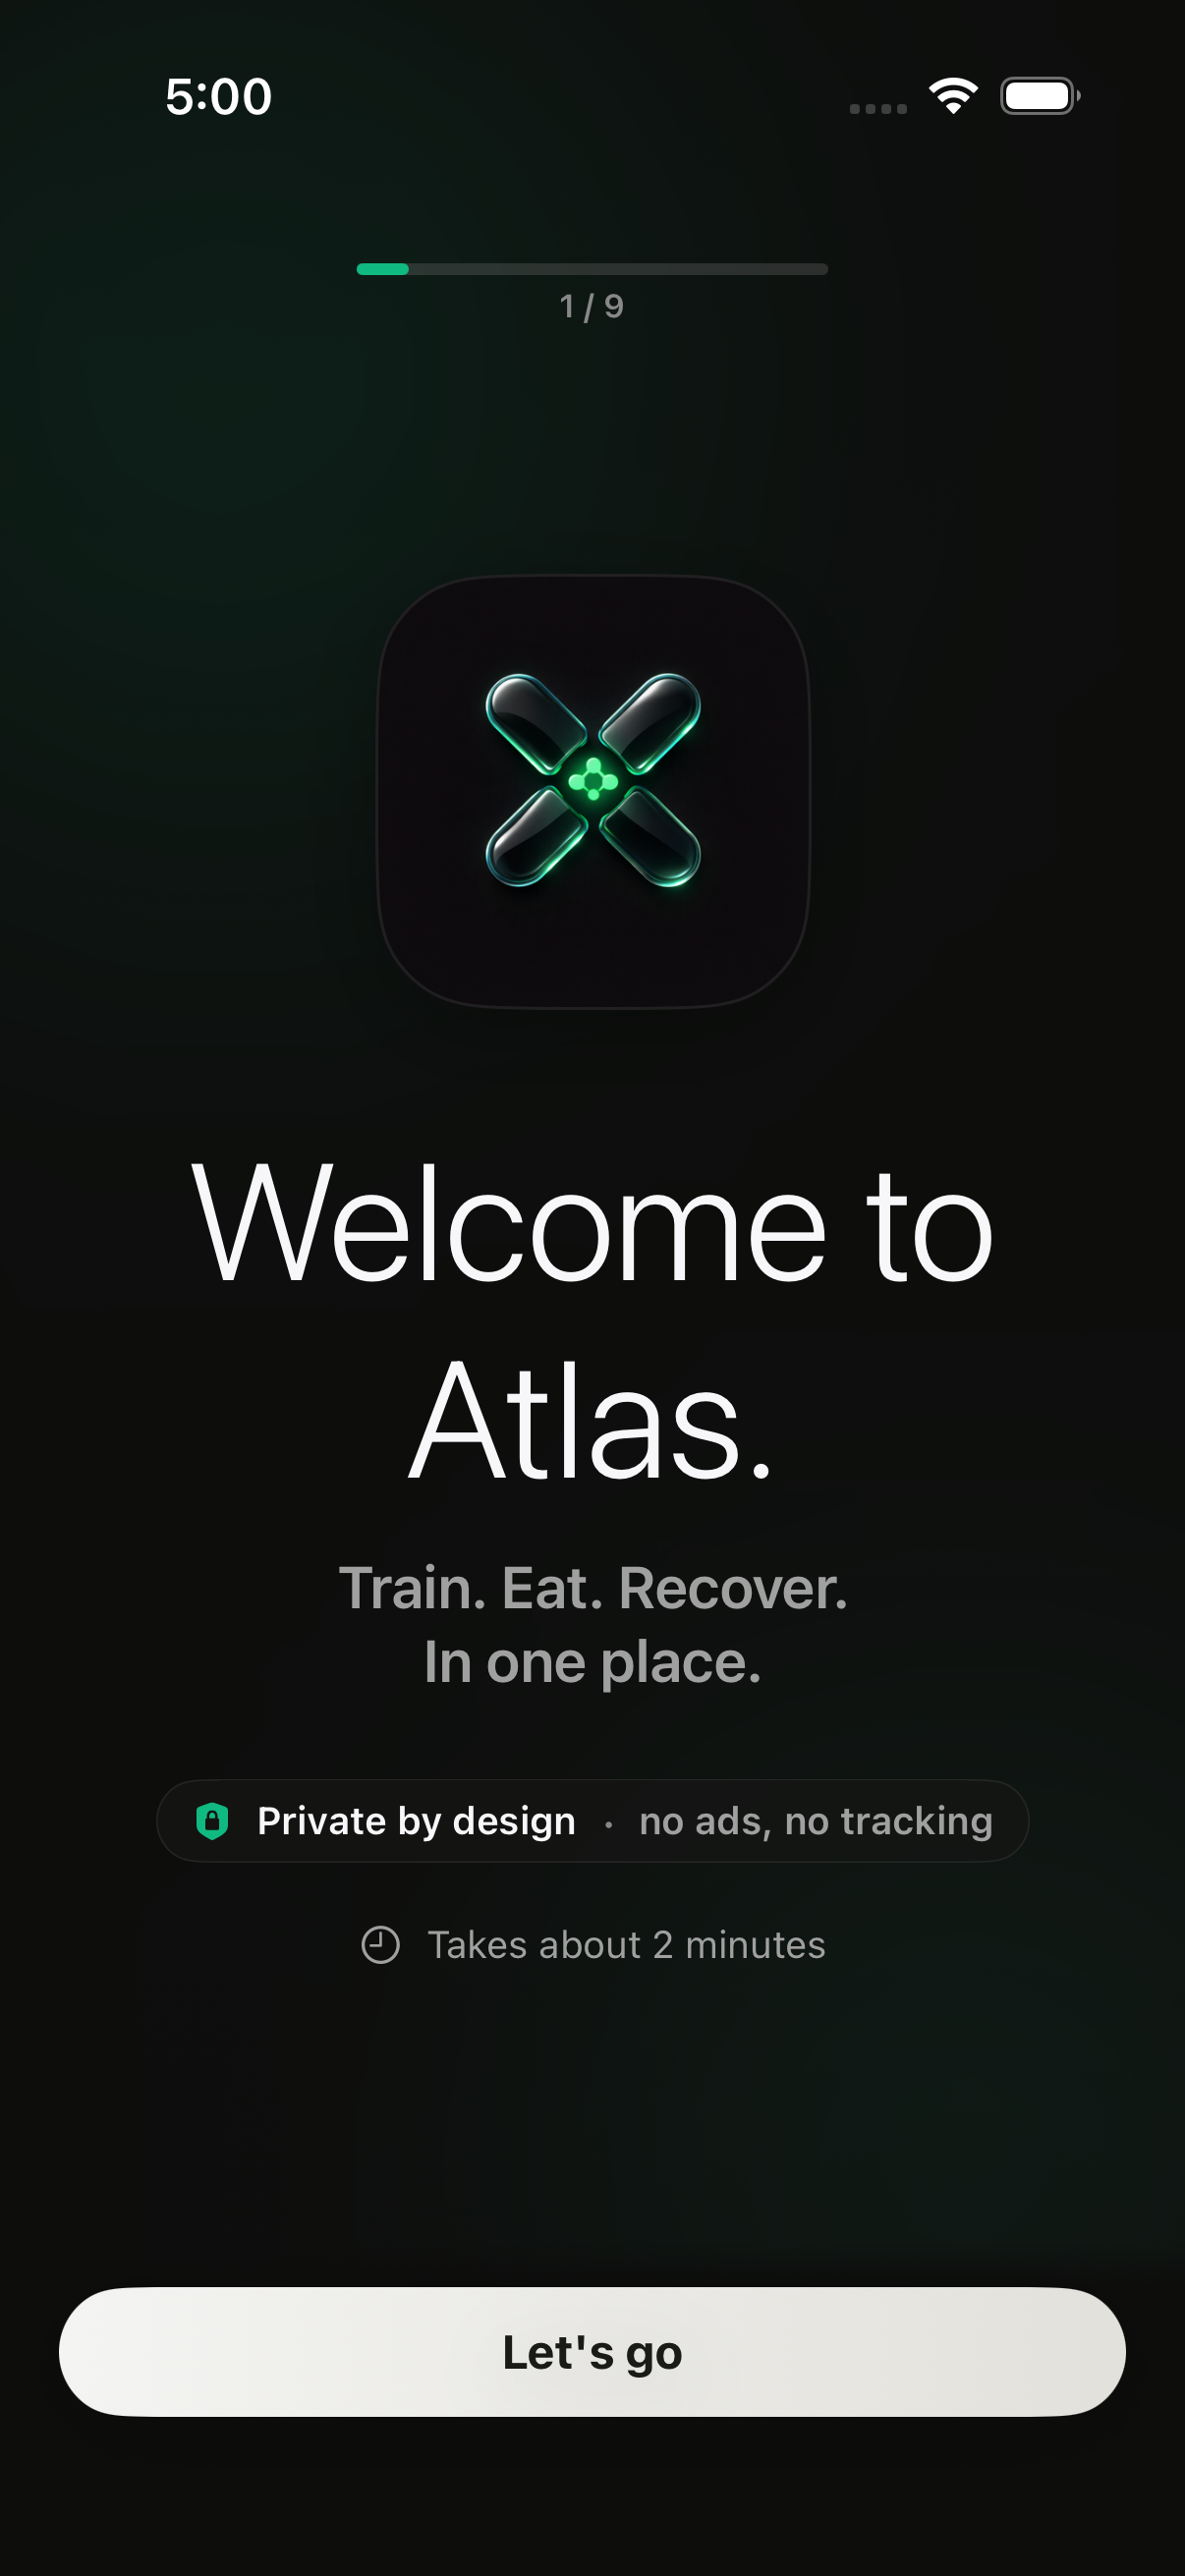 5:00
1 / 9
Welcome to
Atlas.
Train. Eat. Recover.
In one place.
Private by design · no ads, no tracking
Takes about 2 minutes
Let's go